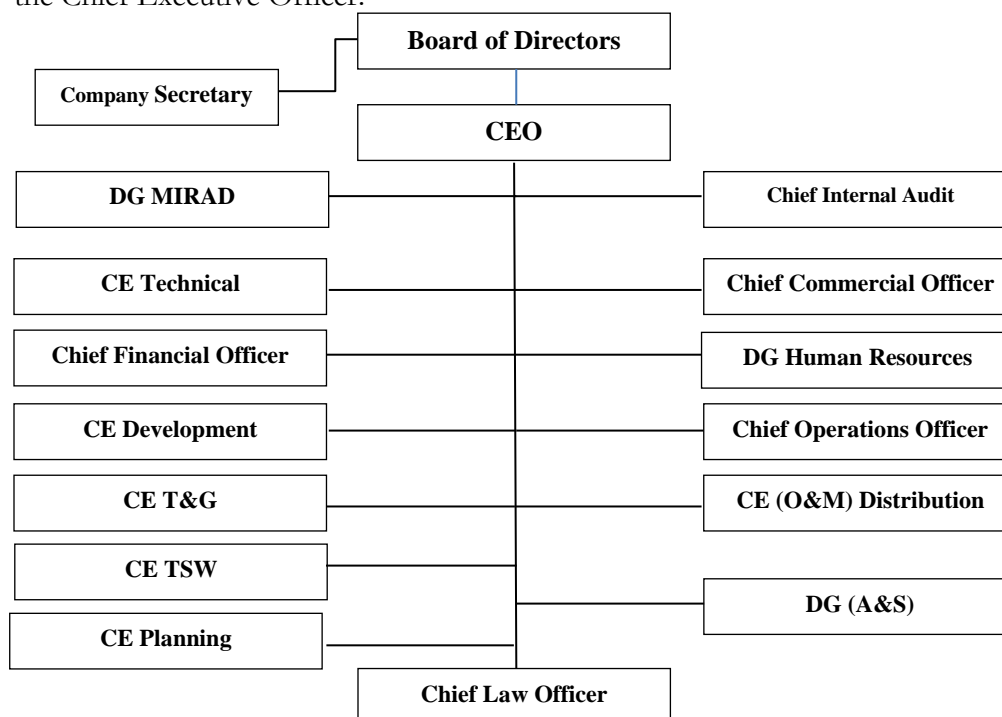 the Chief Executive Officer.
Board of Directors
Company Secretary
CEO
DG MIRAD
Chief Internal Audit
CE Technical
Chief Commercial Officer
Chief Financial Officer
DG Human Resources
CE Development
Chief Operations Officer
CE T&G
CE (O&M) Distribution
CE TSW
DG (A&S)
CE Planning
Chief Law Officer